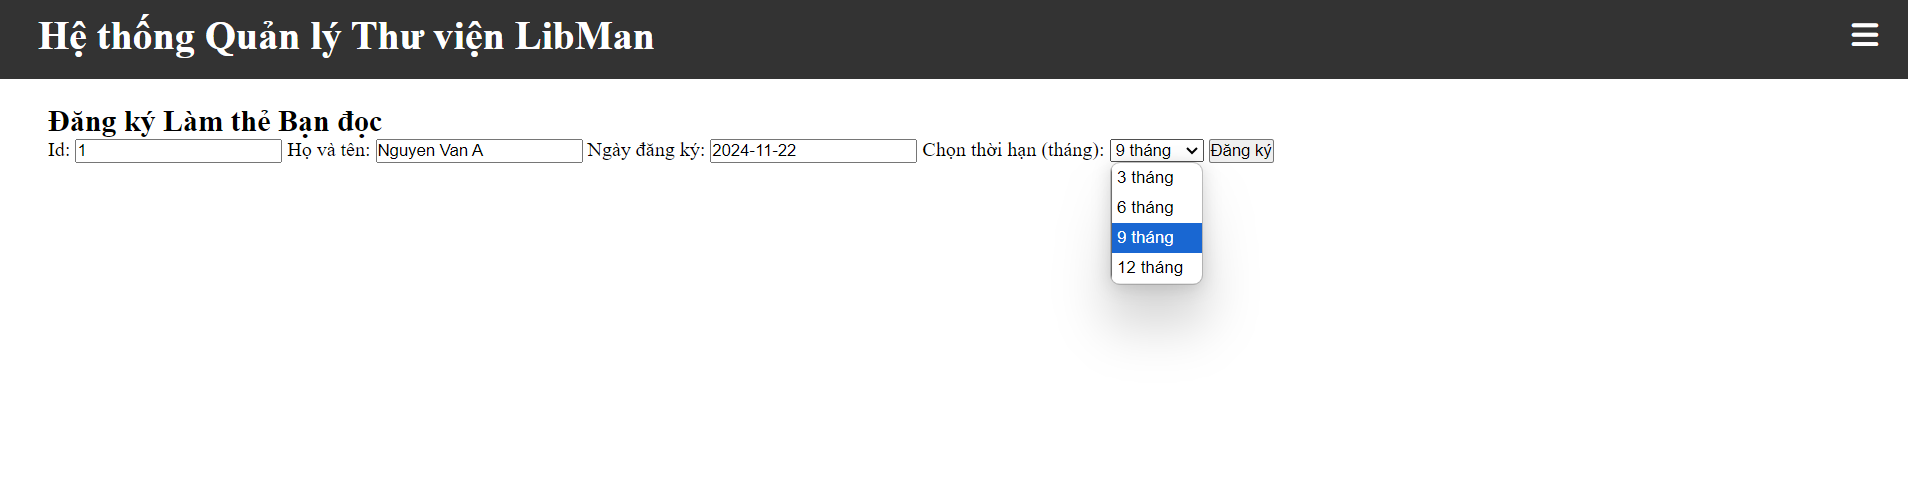 Hệ thống Quản lý Thư viện LibMan
Đăng ký Làm thẻ Bạn đọc
Id: 1 Họ và tên: Nguyen Van A Ngày đăng ký: 2024-11-22 Chọn thời hạn (tháng): 9 tháng Đăng ký
3 tháng
6 tháng
9 tháng
12 tháng